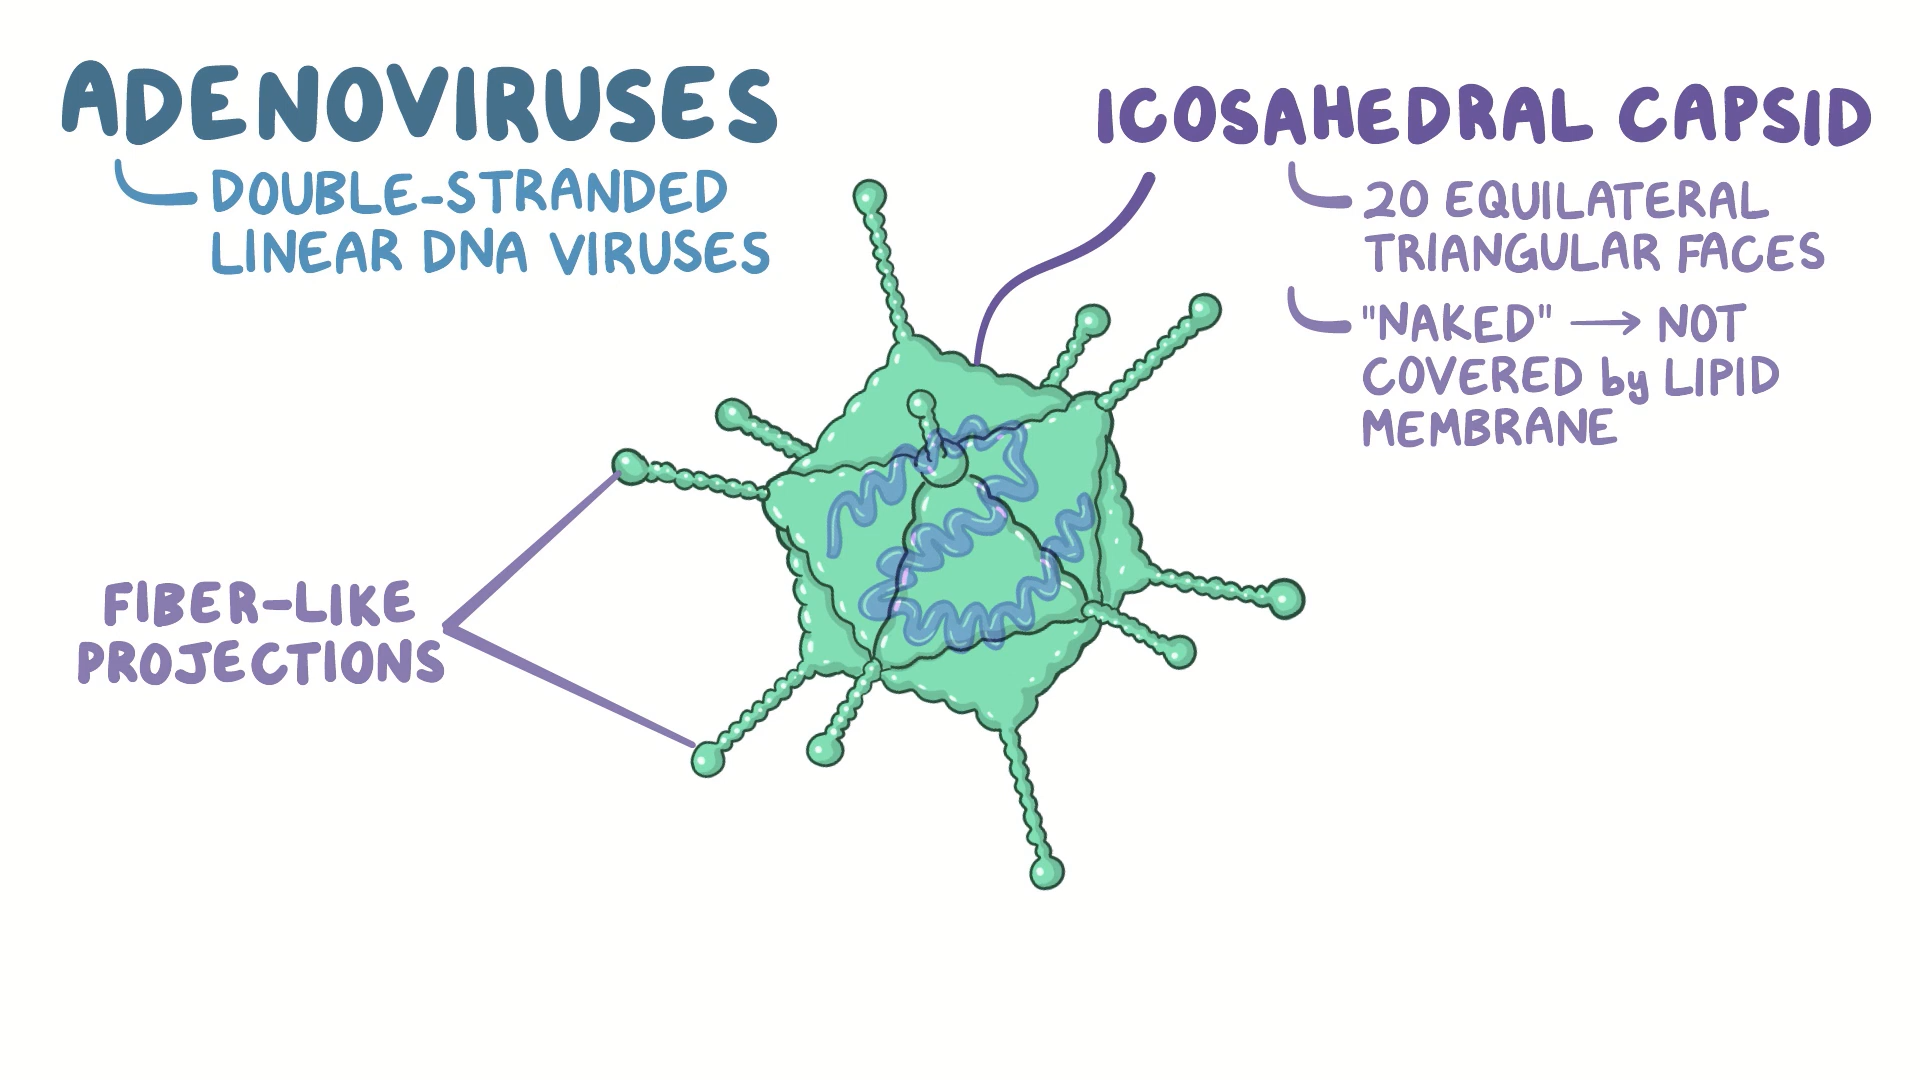 ADENOVIRUSES
DOUBLE-STRANDED
LINEAR DNA VIRUSES
ICOSAHEDRAL CAPSID
20 EQUILATERAL
TRIANGULAR FACES
"NAKED" → NOT
COVERED by LIPID
MEMBRANE
FIBER-LIKE
PROJECTIONS